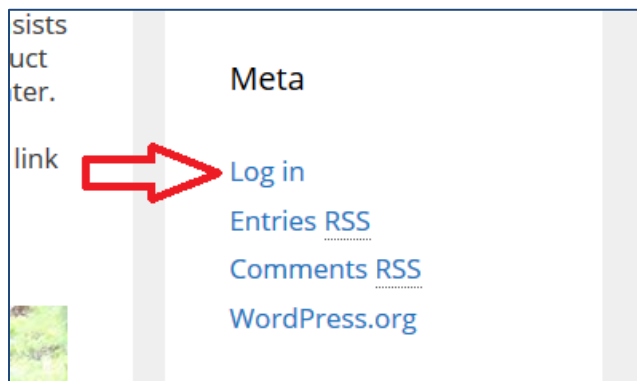 sists
uct
ter.
link
Meta
Log in
Entries RSS
Comments RSS
WordPress.org